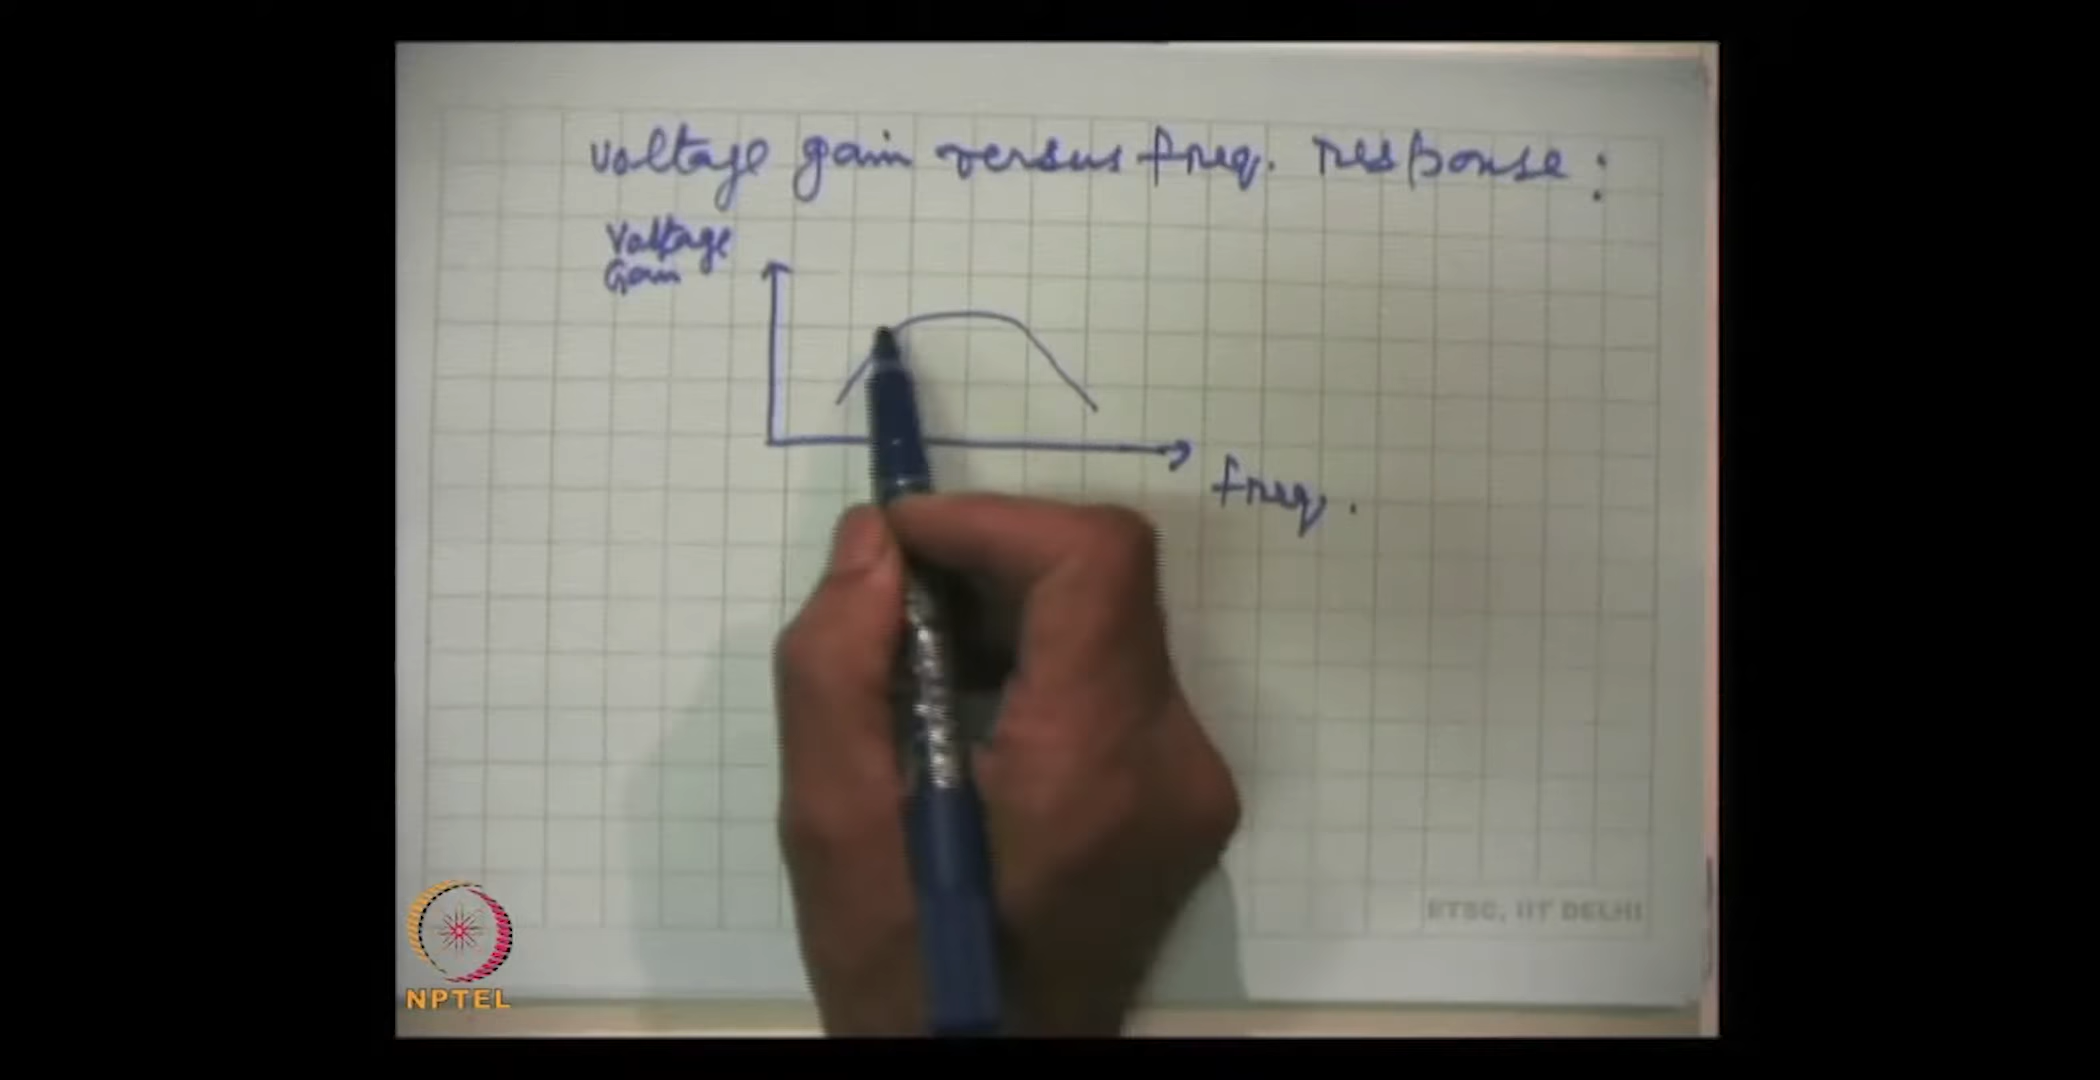 voltage gain versus freq. response:
Voltage
Gain
freq.
ETSC, IIT DELHI
NPTEL